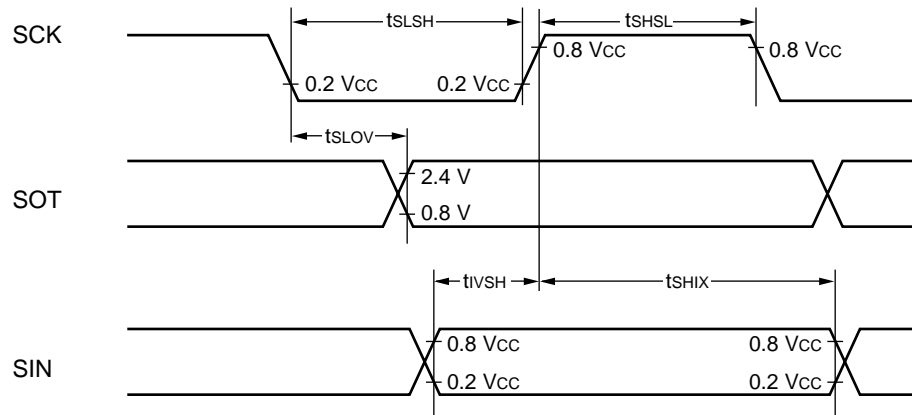 tSLSH
tSHSL
SCK
0.8 VCC
0.8 VCC
0.2 VCC
0.2 VCC
tSLOV
2.4 V
SOT
0.8 V
tIVSH
tSHIX
0.8 VCC
0.8 VCC
SIN
0.2 VCC
0.2 VCC